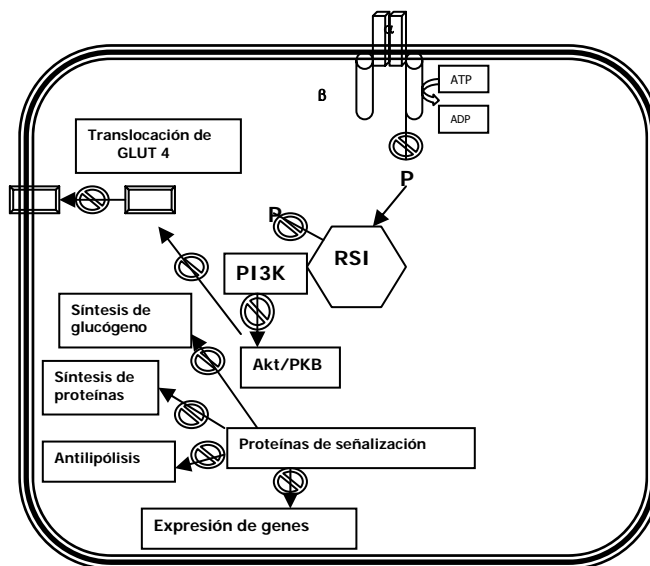 α
ß
ATP
ADP
Translocación de
GLUT 4
P
P
RSI
PI3K
Síntesis de
glucógeno
Akt/PKB
Síntesis de
proteínas
Proteínas de señalización
Antilipólisis
Expresión de genes